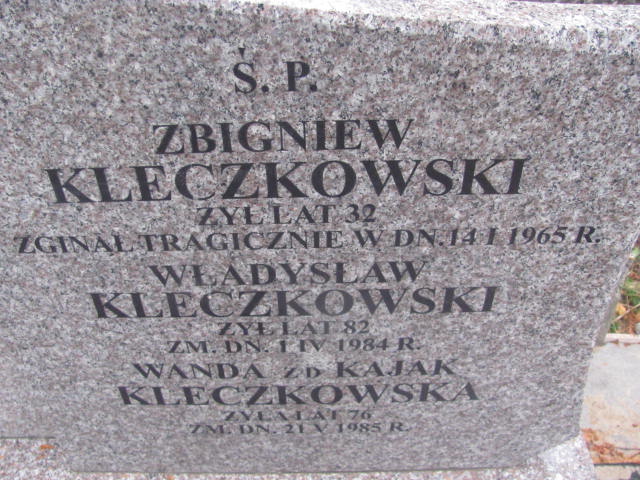 Ś. P.
ZBIGNIEW
KLECZKOWSKI
ŻYŁ LAT 32
ZGINĄŁ TRAGICZNIE W DN. 14 I 1965 R.
WŁADYSŁAW
KLECZKOWSKI
ŻYŁ LAT 82
ZM. DN. 1 IV 1984 R.
WANDA ZD KAJAK
KLECZKOWSKA
ŻYŁA LAT 76
ZM. DN. 21 V 1985 R.